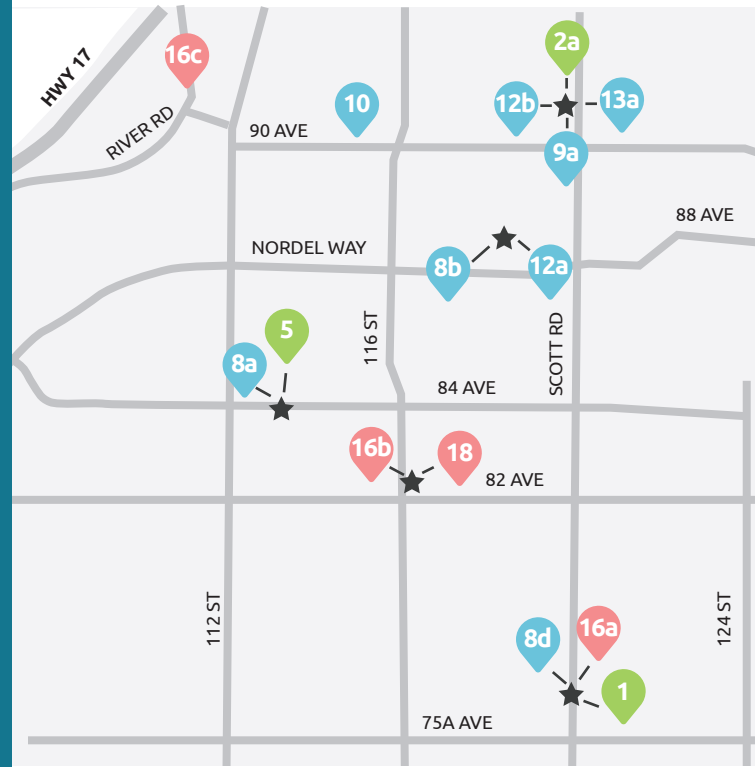 2a
16c
HWY 17
10
12b
13a
RIVER RD
90 AVE
9a
88 AVE
NORDEL WAY
8b
12a
5
116 ST
SCOTT RD
8a
84 AVE
16b
18
82 AVE
112 ST
124 ST
8d
16a
1
75A AVE